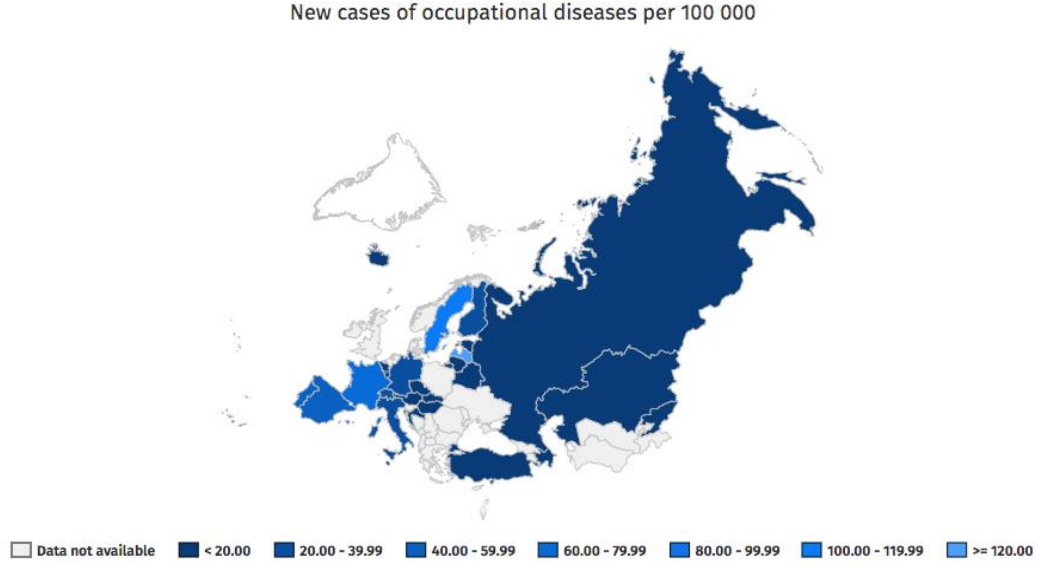 New cases of occupational diseases per 100 000
Data not available < 20.00 20.00 - 39.99 40.00 - 59.99 60.00 - 79.99 80.00 - 99.99 100.00 - 119.99 >= 120.00